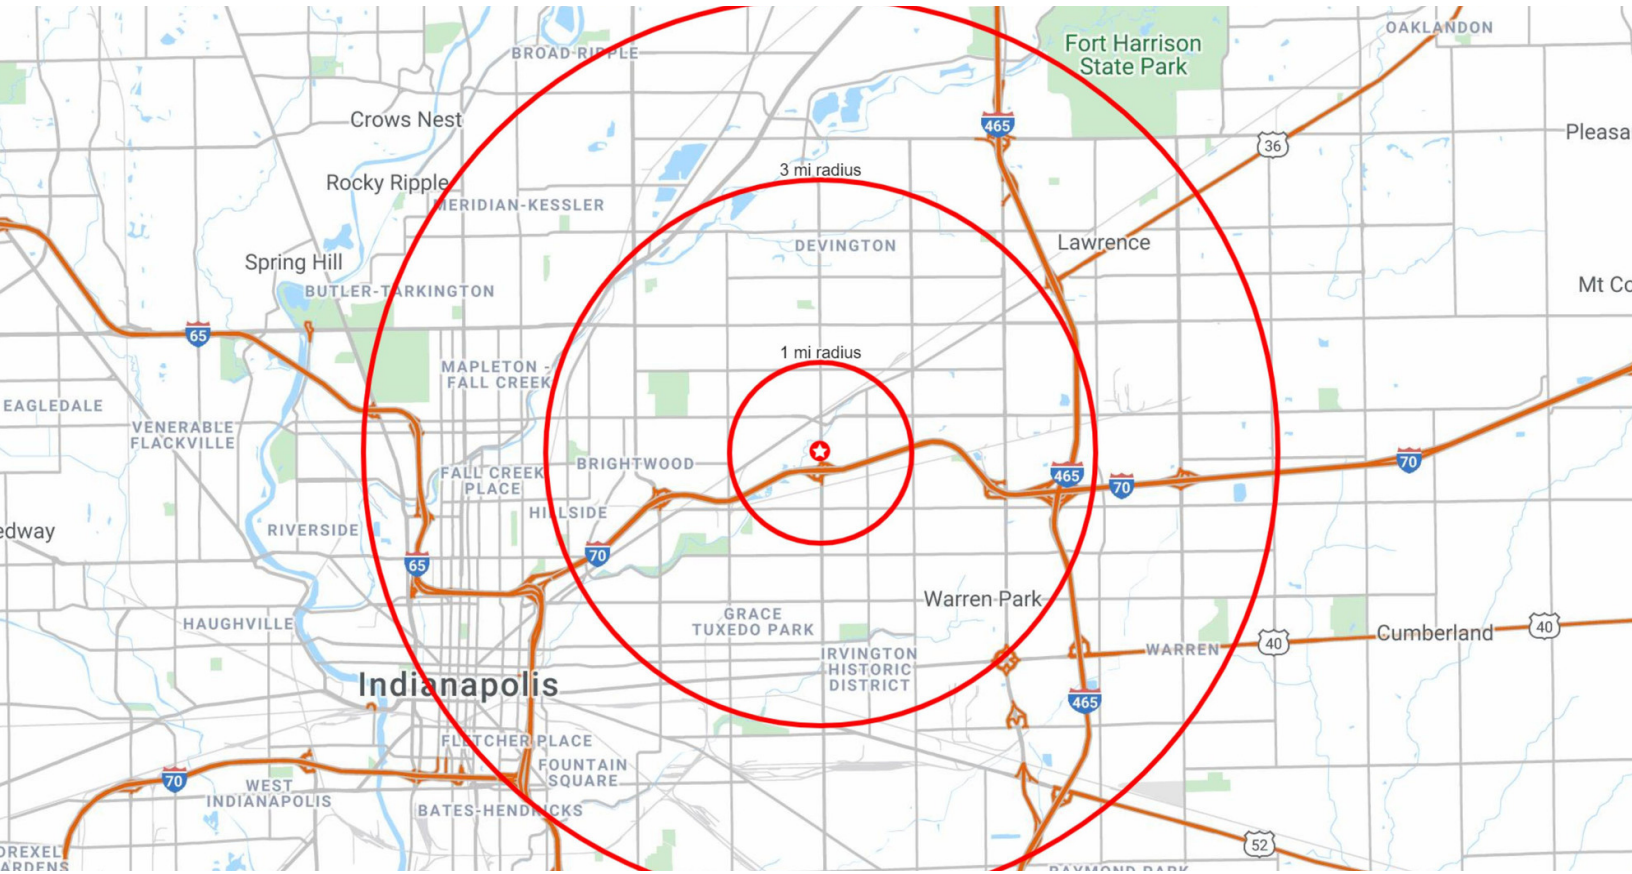 OAKLANDON
BROAD RIPPLE
Fort Harrison
State Park
Crows Nest
465
36
Pleasa
3 mi radius
Rocky Ripple
MERIDIAN-KESSLER
DEVINGTON
Lawrence
Spring Hill
BUTLER-TARKINGTON
Mt Co
65
1 mi radius
MAPLETON -
FALL CREEK
EAGLEDALE
VENERABLE
FLACKVILLE
BRIGHTWOOD
70
FALL CREEK
PLACE
465
70
HILLSIDE
RIVERSIDE
edway
70
65
Warren Park
GRACE
TUXEDO PARK
HAUGHVILLE
40
Cumberland
40
WARREN
IRVINGTON
HISTORIC
DISTRICT
Indianapolis
465
FLETCHER PLACE
FOUNTAIN
SQUARE
70
WEST
INDIANAPOLIS
BATES-HENDRICKS
52
DREXEL
ARDENS
RAYMOND PARK